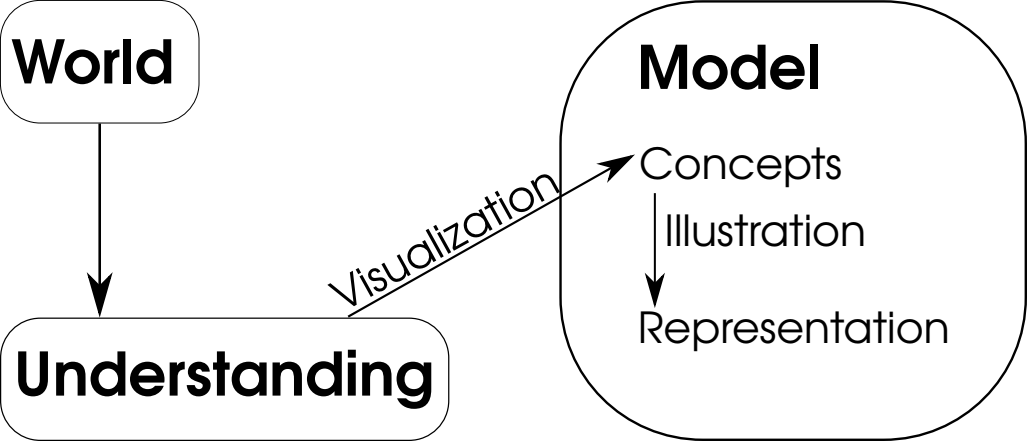 World
Understanding
Visualization
Model
Concepts
Illustration
Representation